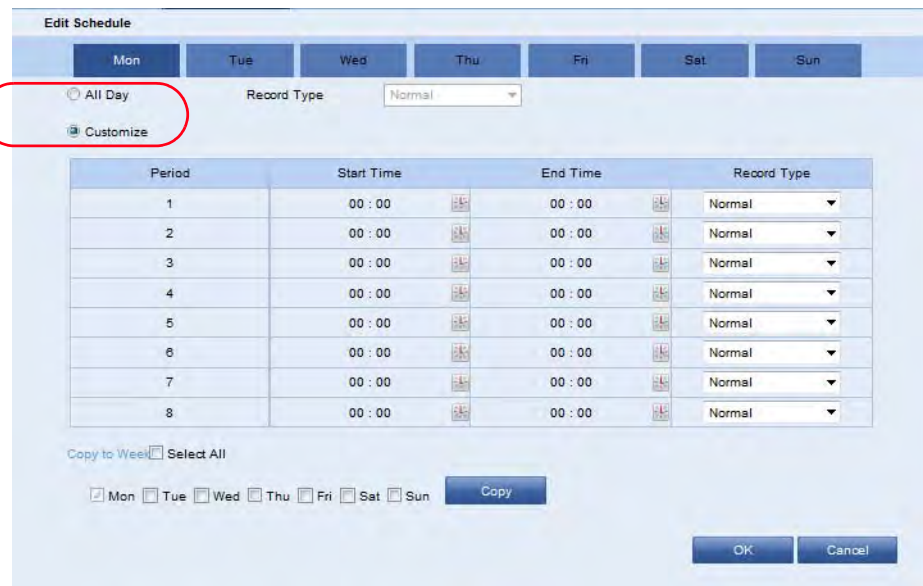 Edit Schedule
Mon Tue Wed Thu Fri Sat Sun
All Day Record Type Normal
Customize
Period Start Time End Time Record Type
1 00 : 00 00 : 00 Normal
2 00 : 00 00 : 00 Normal
3 00 : 00 00 : 00 Normal
4 00 : 00 00 : 00 Normal
5 00 : 00 00 : 00 Normal
6 00 : 00 00 : 00 Normal
7 00 : 00 00 : 00 Normal
8 00 : 00 00 : 00 Normal
Copy to Week Select All
Mon Tue Wed Thu Fri Sat Sun Copy
OK Cancel